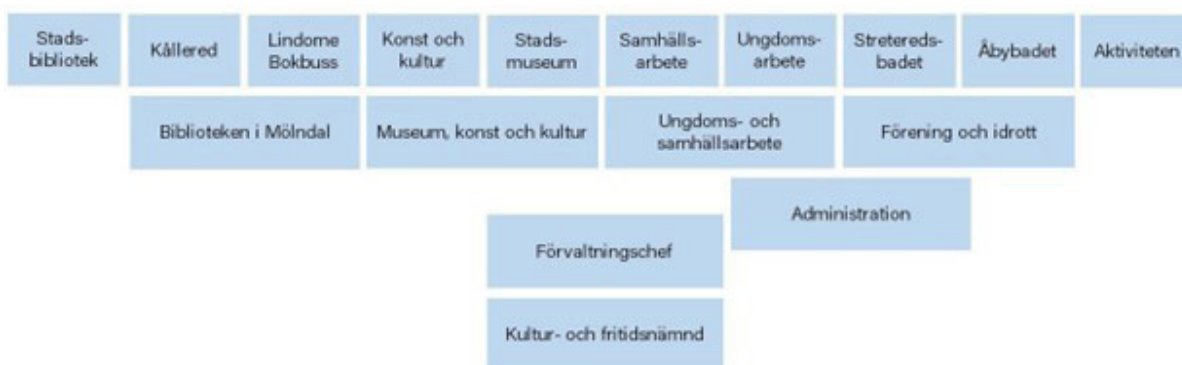 Stads-
bibliotek
Kållered
Lindome
Bokbuss
Konst och
kultur
Stads-
museum
Samhälls-
arbete
Ungdoms-
arbete
Stretereds-
badet
Åbybadet
Aktiviteten
Biblioteken i Mölndal
Museum, konst och kultur
Ungdoms- och
samhällsarbete
Förening och idrott
Administration
Förvaltningschef
Kultur- och fritidsnämnd